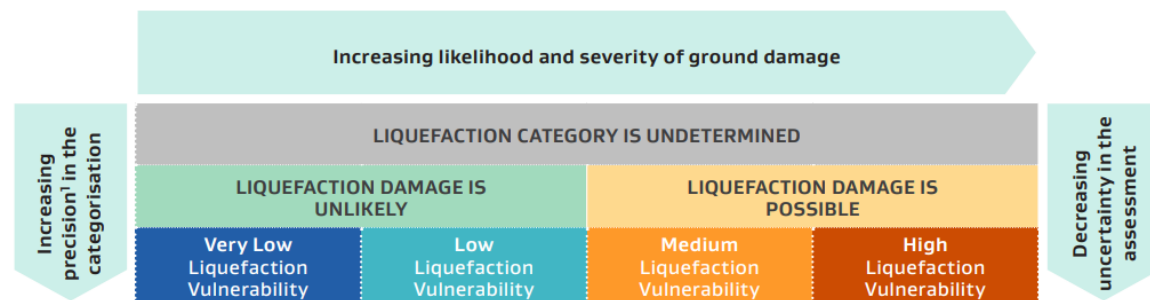 Increasing likelihood and severity of ground damage
Increasing
precision¹ in the
categorisation
LIQUEFACTION CATEGORY IS UNDETERMINED
LIQUEFACTION DAMAGE IS
UNLIKELY
LIQUEFACTION DAMAGE IS
POSSIBLE
Very Low
Liquefaction
Vulnerability
Low
Liquefaction
Vulnerability
Medium
Liquefaction
Vulnerability
High
Liquefaction
Vulnerability
Decreasing
uncertainty in the
assessment